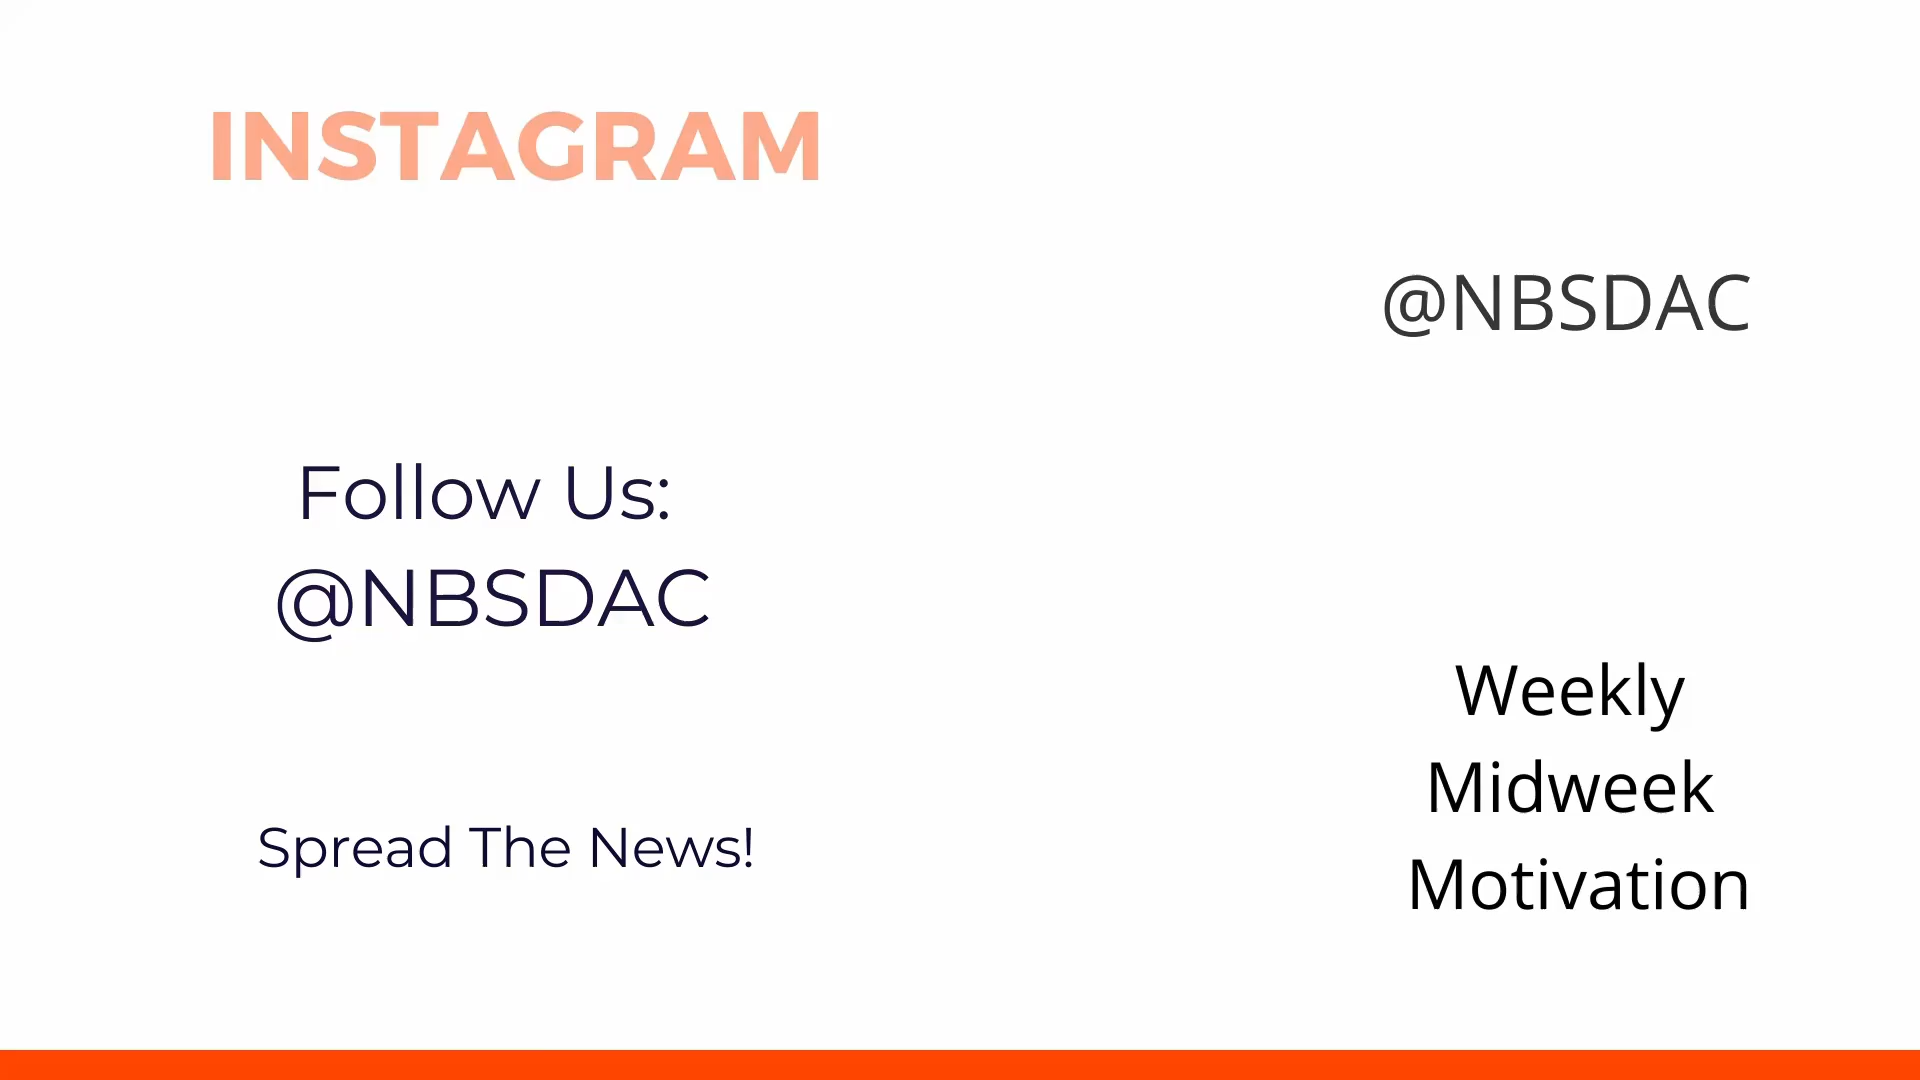 INSTAGRAM
Follow Us:
@NBSDAC
Spread The News!
@NBSDAC
Weekly
Midweek
Motivation